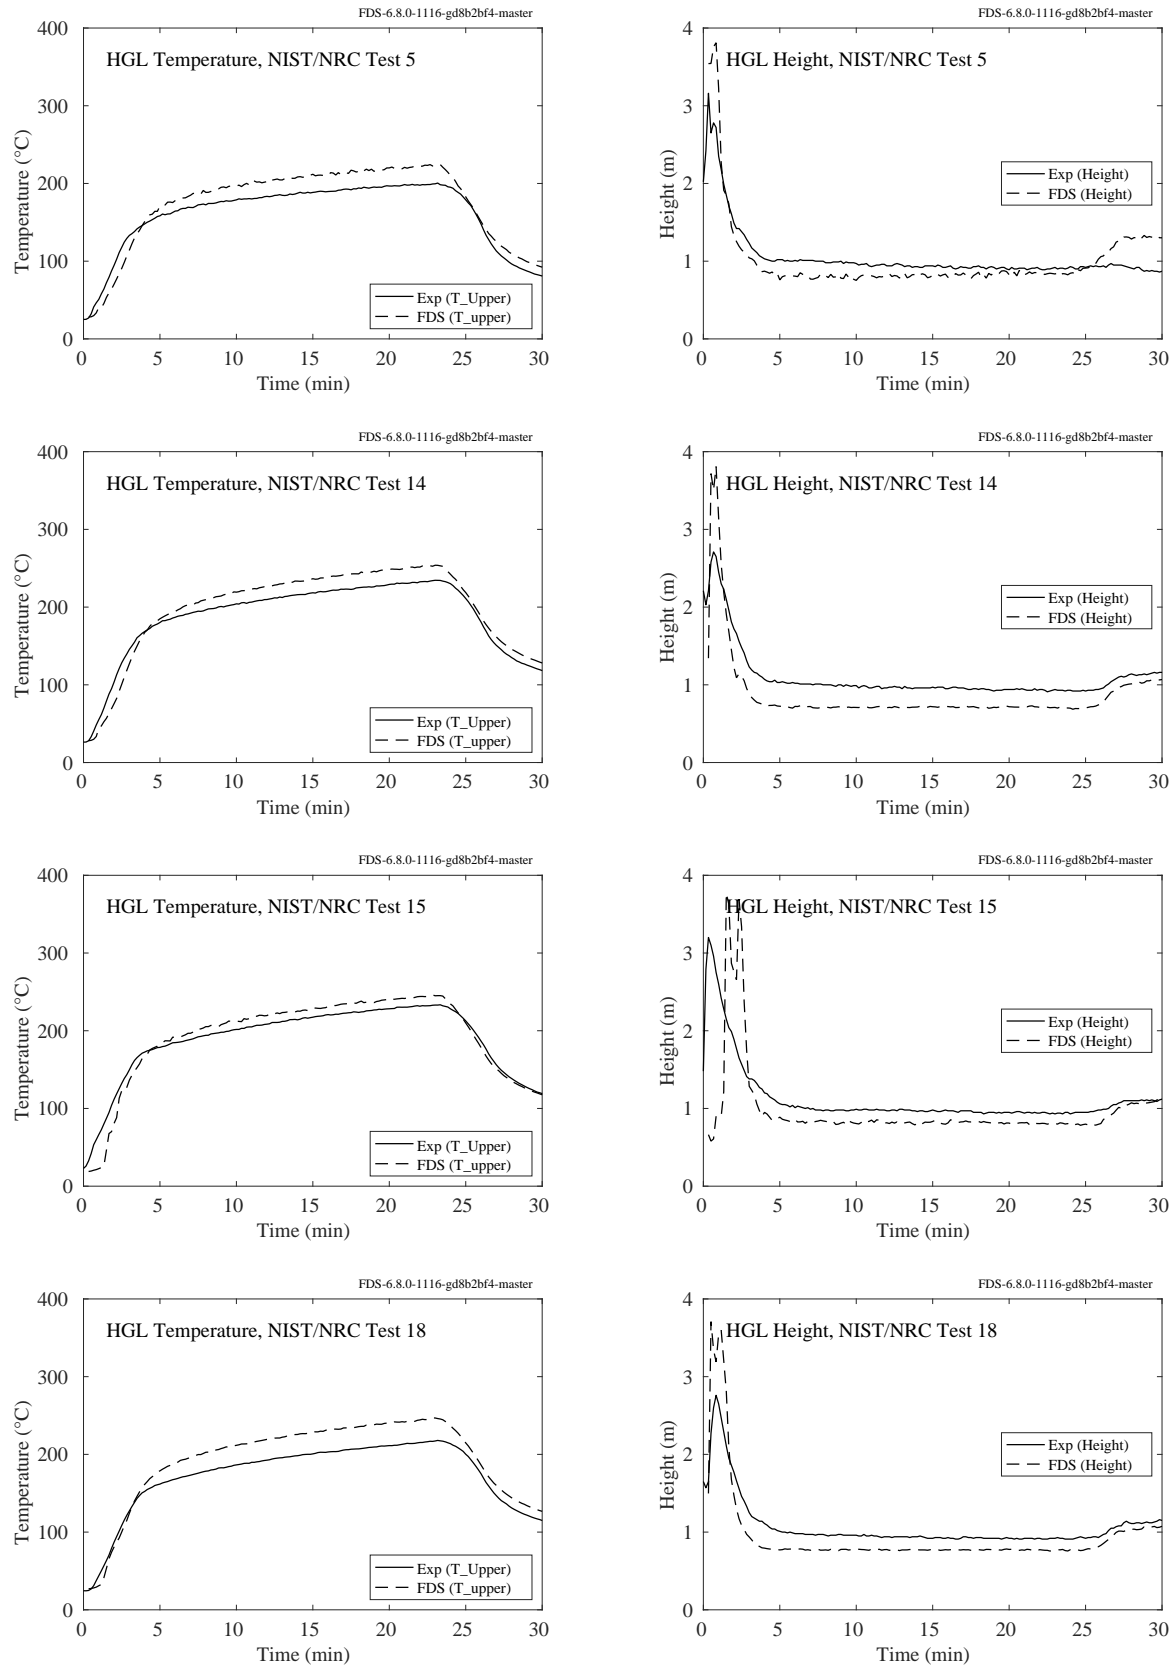 FDS-6.8.0-1116-gd8b2bf4-master
HGL Temperature, NIST/NRC Test 5
Temperature (°C)
400
300
200
100
0
0 5 10 15 20 25 30
Time (min)
Exp (T_Upper)
FDS (T_upper)
FDS-6.8.0-1116-gd8b2bf4-master
HGL Height, NIST/NRC Test 5
Height (m)
4
3
2
1
0
0 5 10 15 20 25 30
Time (min)
Exp (Height)
FDS (Height)
FDS-6.8.0-1116-gd8b2bf4-master
HGL Temperature, NIST/NRC Test 14
Temperature (°C)
400
300
200
100
0
0 5 10 15 20 25 30
Time (min)
Exp (T_Upper)
FDS (T_upper)
FDS-6.8.0-1116-gd8b2bf4-master
HGL Height, NIST/NRC Test 14
Height (m)
4
3
2
1
0
0 5 10 15 20 25 30
Time (min)
Exp (Height)
FDS (Height)
FDS-6.8.0-1116-gd8b2bf4-master
HGL Temperature, NIST/NRC Test 15
Temperature (°C)
400
300
200
100
0
0 5 10 15 20 25 30
Time (min)
Exp (T_Upper)
FDS (T_upper)
FDS-6.8.0-1116-gd8b2bf4-master
HGL Height, NIST/NRC Test 15
Height (m)
4
3
2
1
0
0 5 10 15 20 25 30
Time (min)
Exp (Height)
FDS (Height)
FDS-6.8.0-1116-gd8b2bf4-master
HGL Temperature, NIST/NRC Test 18
Temperature (°C)
400
300
200
100
0
0 5 10 15 20 25 30
Time (min)
Exp (T_Upper)
FDS (T_upper)
FDS-6.8.0-1116-gd8b2bf4-master
HGL Height, NIST/NRC Test 18
Height (m)
4
3
2
1
0
0 5 10 15 20 25 30
Time (min)
Exp (Height)
FDS (Height)